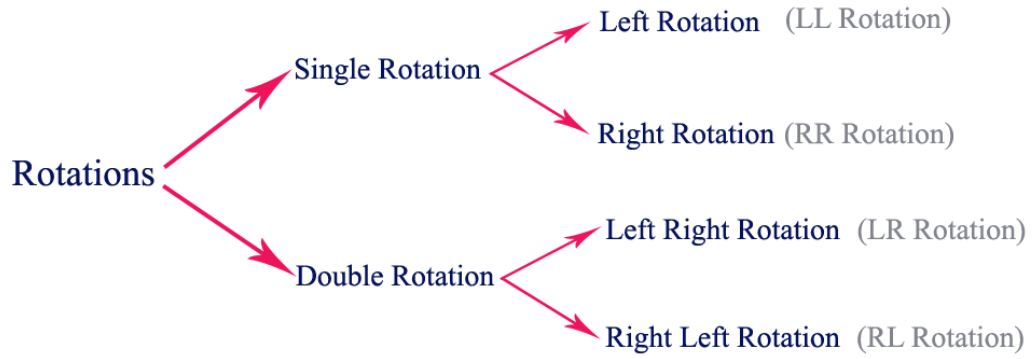 Left Rotation (LL Rotation)
Single Rotation
Right Rotation (RR Rotation)
Rotations
Left Right Rotation (LR Rotation)
Double Rotation
Right Left Rotation (RL Rotation)